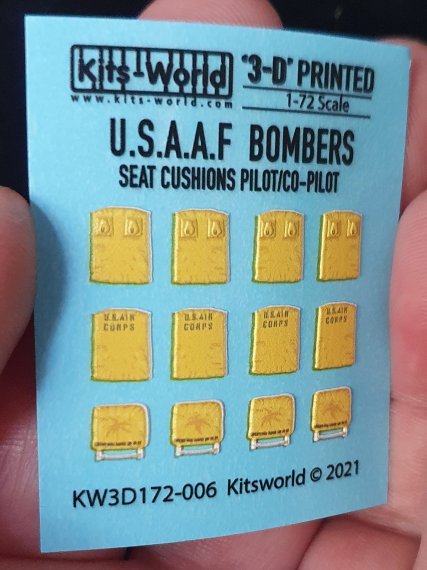 Kits-World
www.kits-world.com
"3-D" PRINTED
1-72 Scale
U.S.A.A.F BOMBERS
SEAT CUSHIONS PILOT/CO-PILOT
U.S.AIR CORPS
U.S.AIR CORPS
U.S.AIR CORPS
U.S.AIR CORPS
KW3D172-006 Kitsworld © 2021